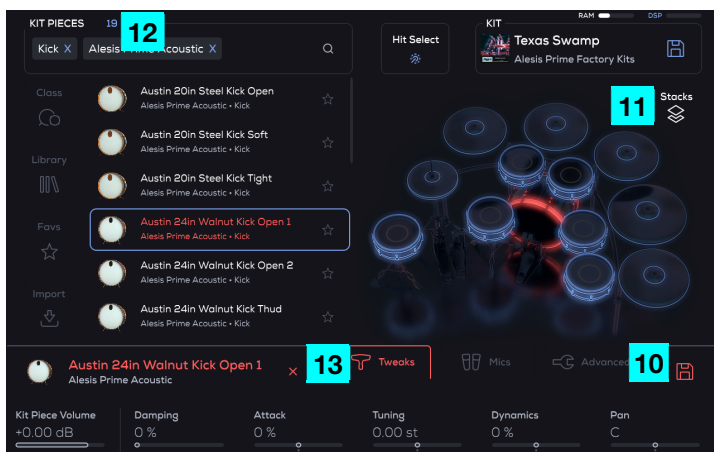 KIT PIECES 19 12
Kick X Alesis Prime Acoustic X
Hit Select
RAM DSP
KIT
Texas Swamp
Alesis Prime Factory Kits
11 Stacks
Class
Library
Favs
Import
Austin 20in Steel Kick Open
Alesis Prime Acoustic • Kick
Austin 20in Steel Kick Soft
Alesis Prime Acoustic • Kick
Austin 20in Steel Kick Tight
Alesis Prime Acoustic • Kick
Austin 24in Walnut Kick Open 1
Alesis Prime Acoustic • Kick
Austin 24in Walnut Kick Open 2
Alesis Prime Acoustic • Kick
Austin 24in Walnut Kick Thud
Alesis Prime Acoustic • Kick
Austin 24in Walnut Kick Open 1 × 13 Tweaks Mics Advanced 10
Alesis Prime Acoustic
Kit Piece Volume Damping Attack Tuning Dynamics Pan
+0.00 dB 0 % 0 % 0.00 st 0 % C